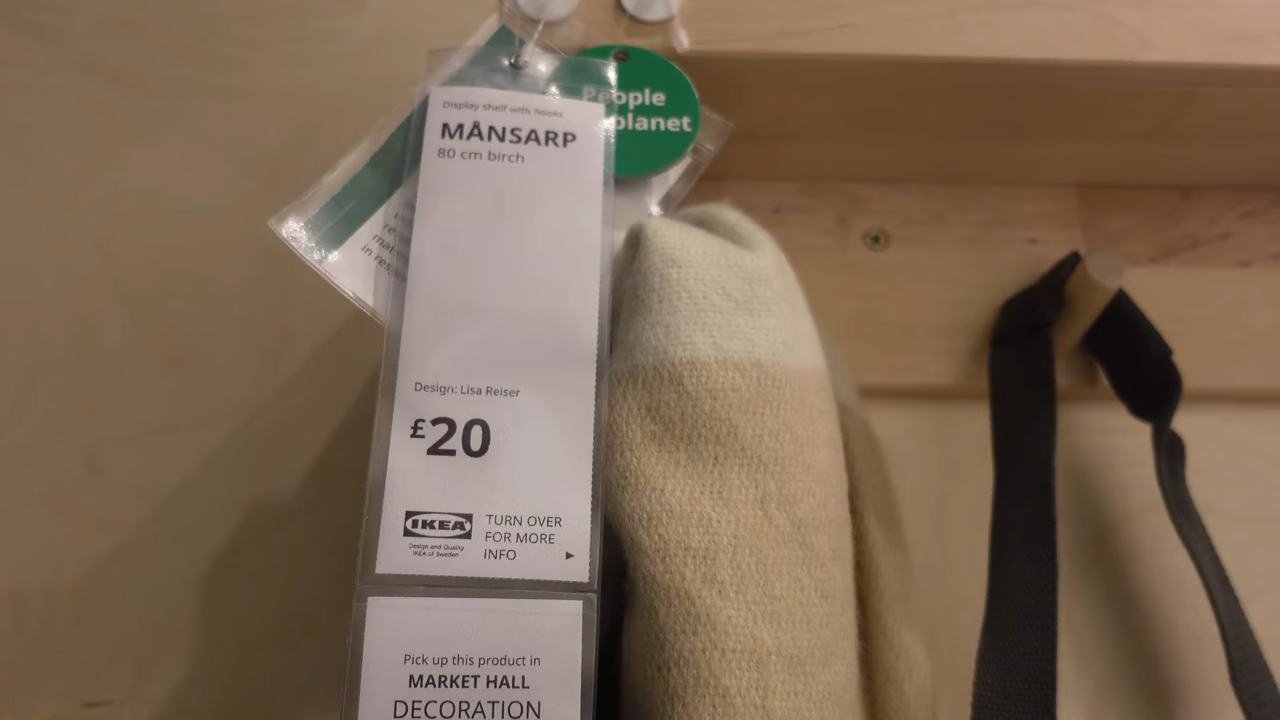 Display shelf with hooks
MÅNSARP
80 cm birch
People
planet
in
Design: Lisa Reiser
£20
IKEA
Design and Quality
IKEA of Sweden
TURN OVER
FOR MORE
INFO
Pick up this product in
MARKET HALL
DECORATION